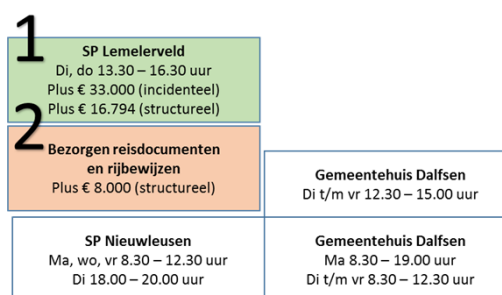 1
SP Lemelerveld
Di, do 13.30 – 16.30 uur
Plus € 33.000 (incidenteel)
Plus € 16.794 (structureel)
2
Bezorgen reisdocumenten
en rijbewijzen
Plus € 8.000 (structureel)
Gemeentehuis Dalfsen
Di t/m vr 12.30 – 15.00 uur
SP Nieuwleusen
Ma, wo, vr 8.30 – 12.30 uur
Di 18.00 – 20.00 uur
Gemeentehuis Dalfsen
Ma 8.30 – 19.00 uur
Di t/m vr 8.30 – 12.30 uur